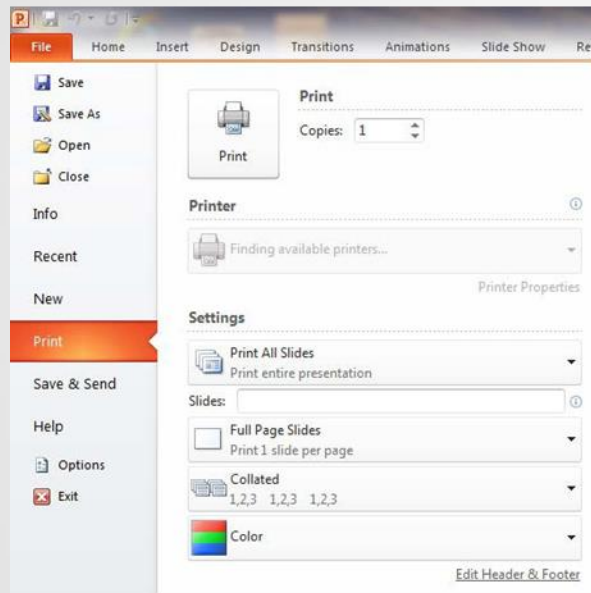 P
File Home Insert Design Transitions Animations Slide Show Re
Save
Save As
Open
Close
Info
Recent
New
Print
Save & Send
Help
Options
Exit
Print
Print
Copies: 1
Printer
Finding available printers...
Printer Properties
Settings
Print All Slides
Print entire presentation
Slides:
Full Page Slides
Print 1 slide per page
Collated
1,2,3 1,2,3 1,2,3
Color
Edit Header & Footer